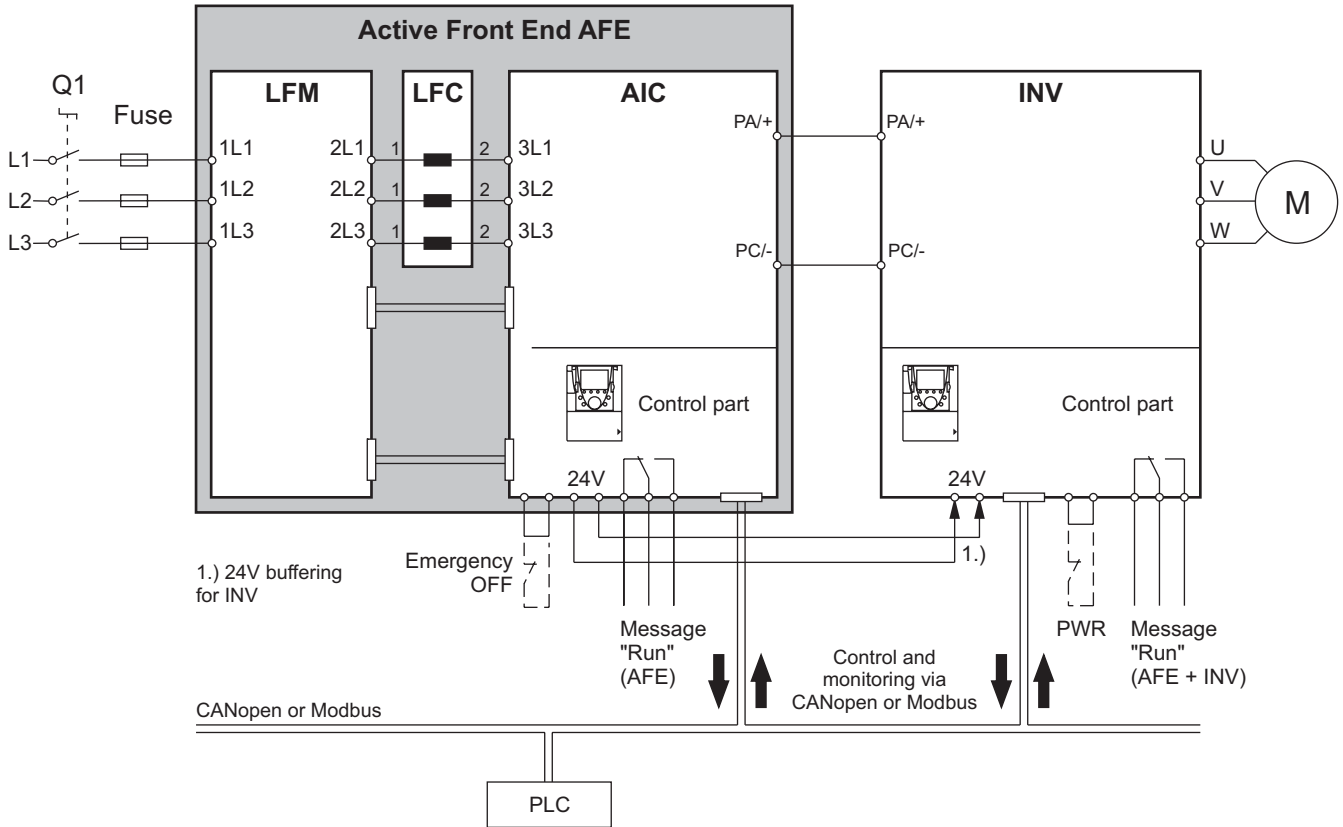 Active Front End AFE
Q1
Fuse
LFM
LFC
AIC
INV
PA/+
PA/+
L1
1L1
2L1
1
2
3L1
U
L2
1L2
2L2
1
2
3L2
V
M
L3
1L3
2L3
1
2
3L3
W
PC/-
PC/-
Control part
Control part
24V
24V
1.) 24V buffering
for INV
Emergency
OFF
1.)
Message
"Run"
(AFE)
Control and
monitoring via
CANopen or Modbus
PWR
Message
"Run"
(AFE + INV)
CANopen or Modbus
PLC